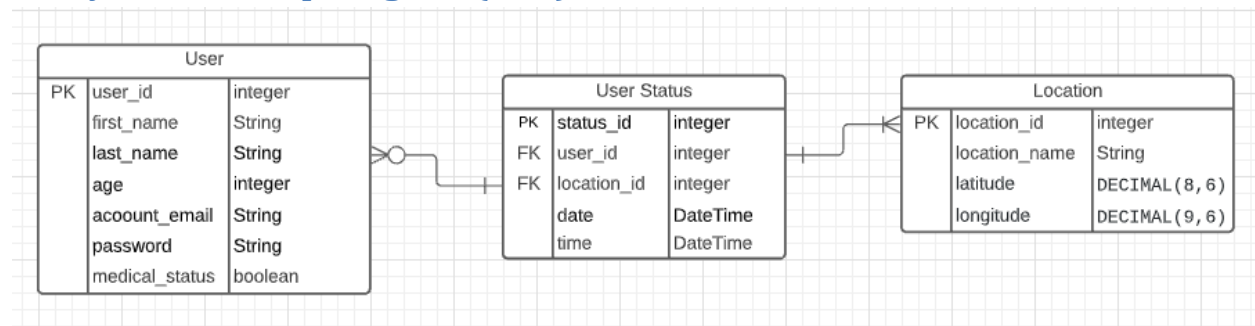 User
PK user_id integer
first_name String
last_name String
age integer
acoount_email String
password String
medical_status boolean
User Status
PK status_id integer
FK user_id integer
FK location_id integer
date DateTime
time DateTime
Location
PK location_id integer
location_name String
latitude DECIMAL(8,6)
longitude DECIMAL(9,6)